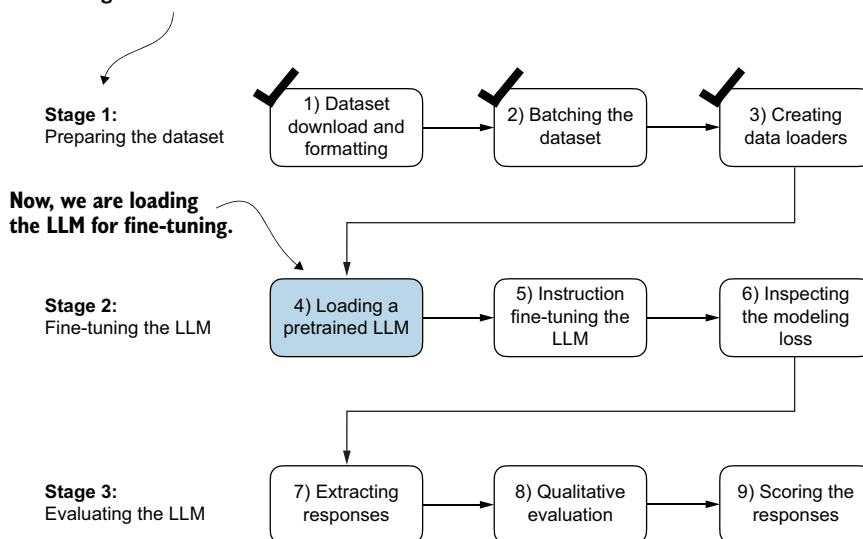 Stage 1:
Preparing the dataset
1) Dataset
download and
formatting
2) Batching the
dataset
3) Creating
data loaders
Now, we are loading
the LLM for fine-tuning.
Stage 2:
Fine-tuning the LLM
4) Loading a
pretrained LLM
5) Instruction
fine-tuning the
LLM
6) Inspecting
the modeling
loss
Stage 3:
Evaluating the LLM
7) Extracting
responses
8) Qualitative
evaluation
9) Scoring the
responses